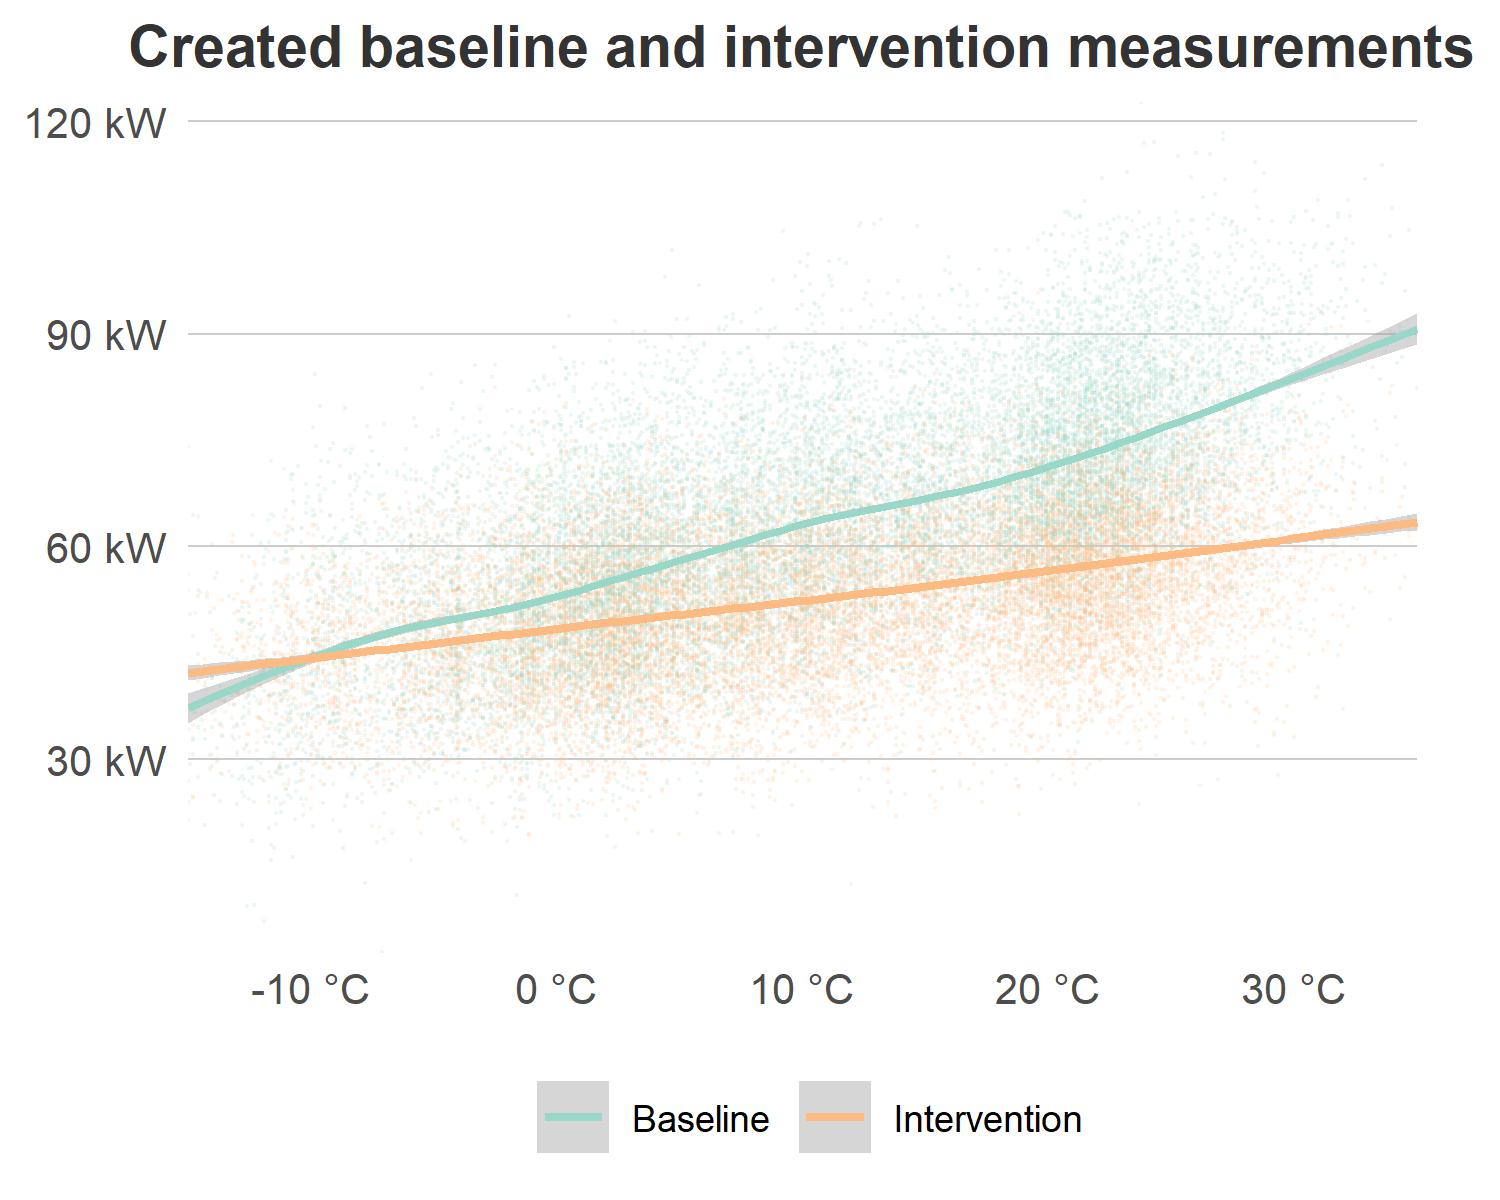 Created baseline and intervention measurements
120 kW
90 kW
60 kW
30 kW
-10 °C 0 °C 10 °C 20 °C 30 °C
Baseline Intervention